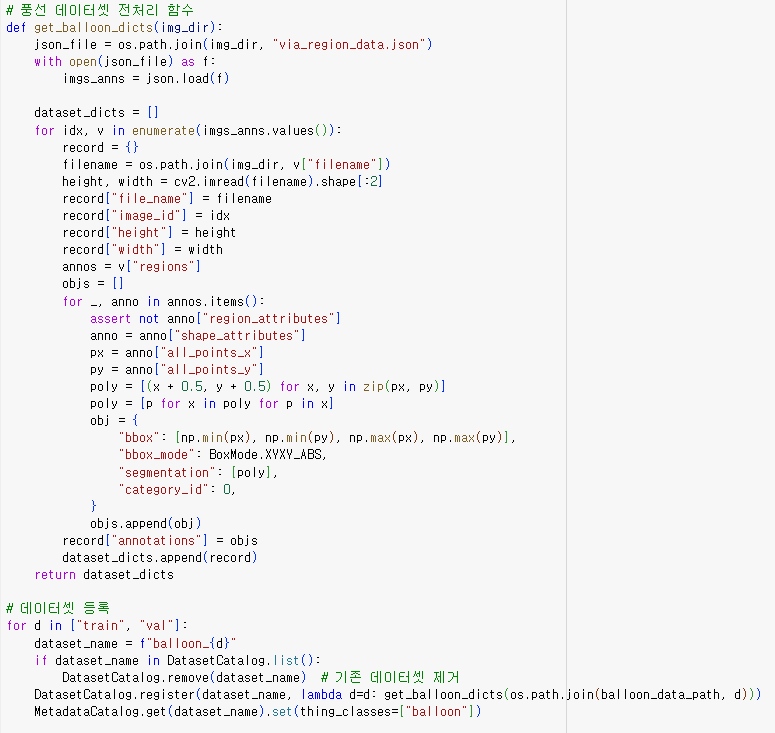 # 풍선 데이터셋 전처리 함수
def get_balloon_dicts(img_dir):
    json_file = os.path.join(img_dir, "via_region_data.json")
    with open(json_file) as f:
        imgs_anns = json.load(f)

    dataset_dicts = []
    for idx, v in enumerate(imgs_anns.values()):
        record = {}
        filename = os.path.join(img_dir, v["filename"])
        height, width = cv2.imread(filename).shape[:2]
        record["file_name"] = filename
        record["image_id"] = idx
        record["height"] = height
        record["width"] = width
        annos = v["regions"]
        objs = []
        for _, anno in annos.items():
            assert not anno["region_attributes"]
            anno = anno["shape_attributes"]
            px = anno["all_points_x"]
            py = anno["all_points_y"]
            poly = [(x + 0.5, y + 0.5) for x, y in zip(px, py)]
            poly = [p for x in poly for p in x]
            obj = {
                "bbox": [np.min(px), np.min(py), np.max(px), np.max(py)],
                "bbox_mode": BoxMode.XYXY_ABS,
                "segmentation": [poly],
                "category_id": 0,
            }
            objs.append(obj)
        record["annotations"] = objs
        dataset_dicts.append(record)
    return dataset_dicts

# 데이터셋 등록
for d in ["train", "val"]:
    dataset_name = f"balloon_{d}"
    if dataset_name in DatasetCatalog.list():
        DatasetCatalog.remove(dataset_name)  # 기존 데이터셋 제거
    DatasetCatalog.register(dataset_name, lambda d=d: get_balloon_dicts(os.path.join(balloon_data_path, d)))
    MetadataCatalog.get(dataset_name).set(thing_classes=["balloon"])